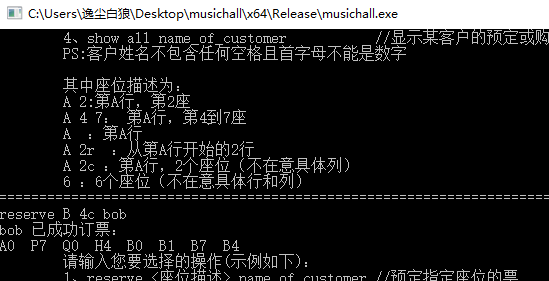 C:\Users\逸尘白狼\Desktop\musichall\x64\Release\musichall.exe
4、show all name_of_customer //显示某客户的预定或购
PS:客户姓名不包含任何空格且首字母不能是数字
其中座位描述为:
A 2:第A行, 第2座
A 4 7: 第A行, 第4到7座
A : 第A行
A 2r : 从第A行开始的2行
A 2c : 第A行, 2个座位 (不在意具体列)
6 : 6个座位 (不在意具体行和列)
================================================================
reserve B 4c bob
bob 已成功订票:
A0 P7 Q0 H4 B0 B1 B7 B4
请输入您要选择的操作(示例如下):
1、reserve <座位描述> name_of_customer //预定指定座位的票